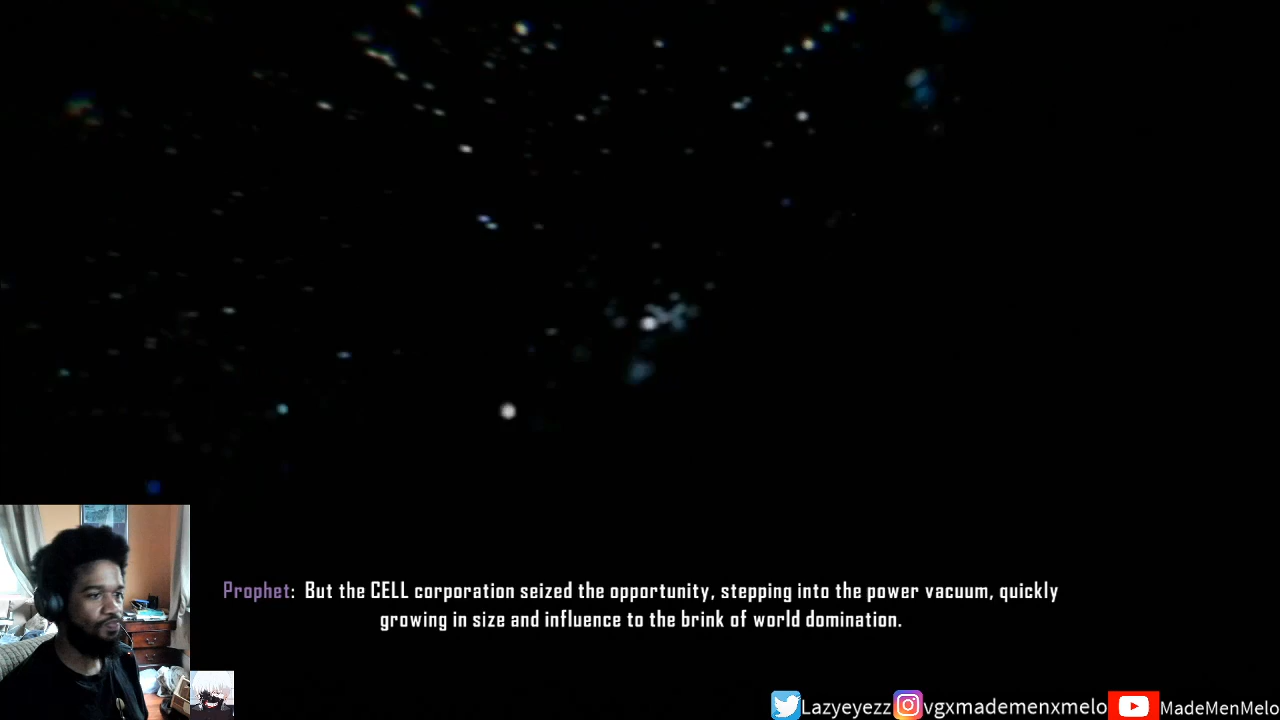 Prophet: But the CELL corporation seized the opportunity, stepping into the power vacuum, quickly
growing in size and influence to the brink of world domination.
Lazyeyezz vgxmademenxmelo MadeMenMelo